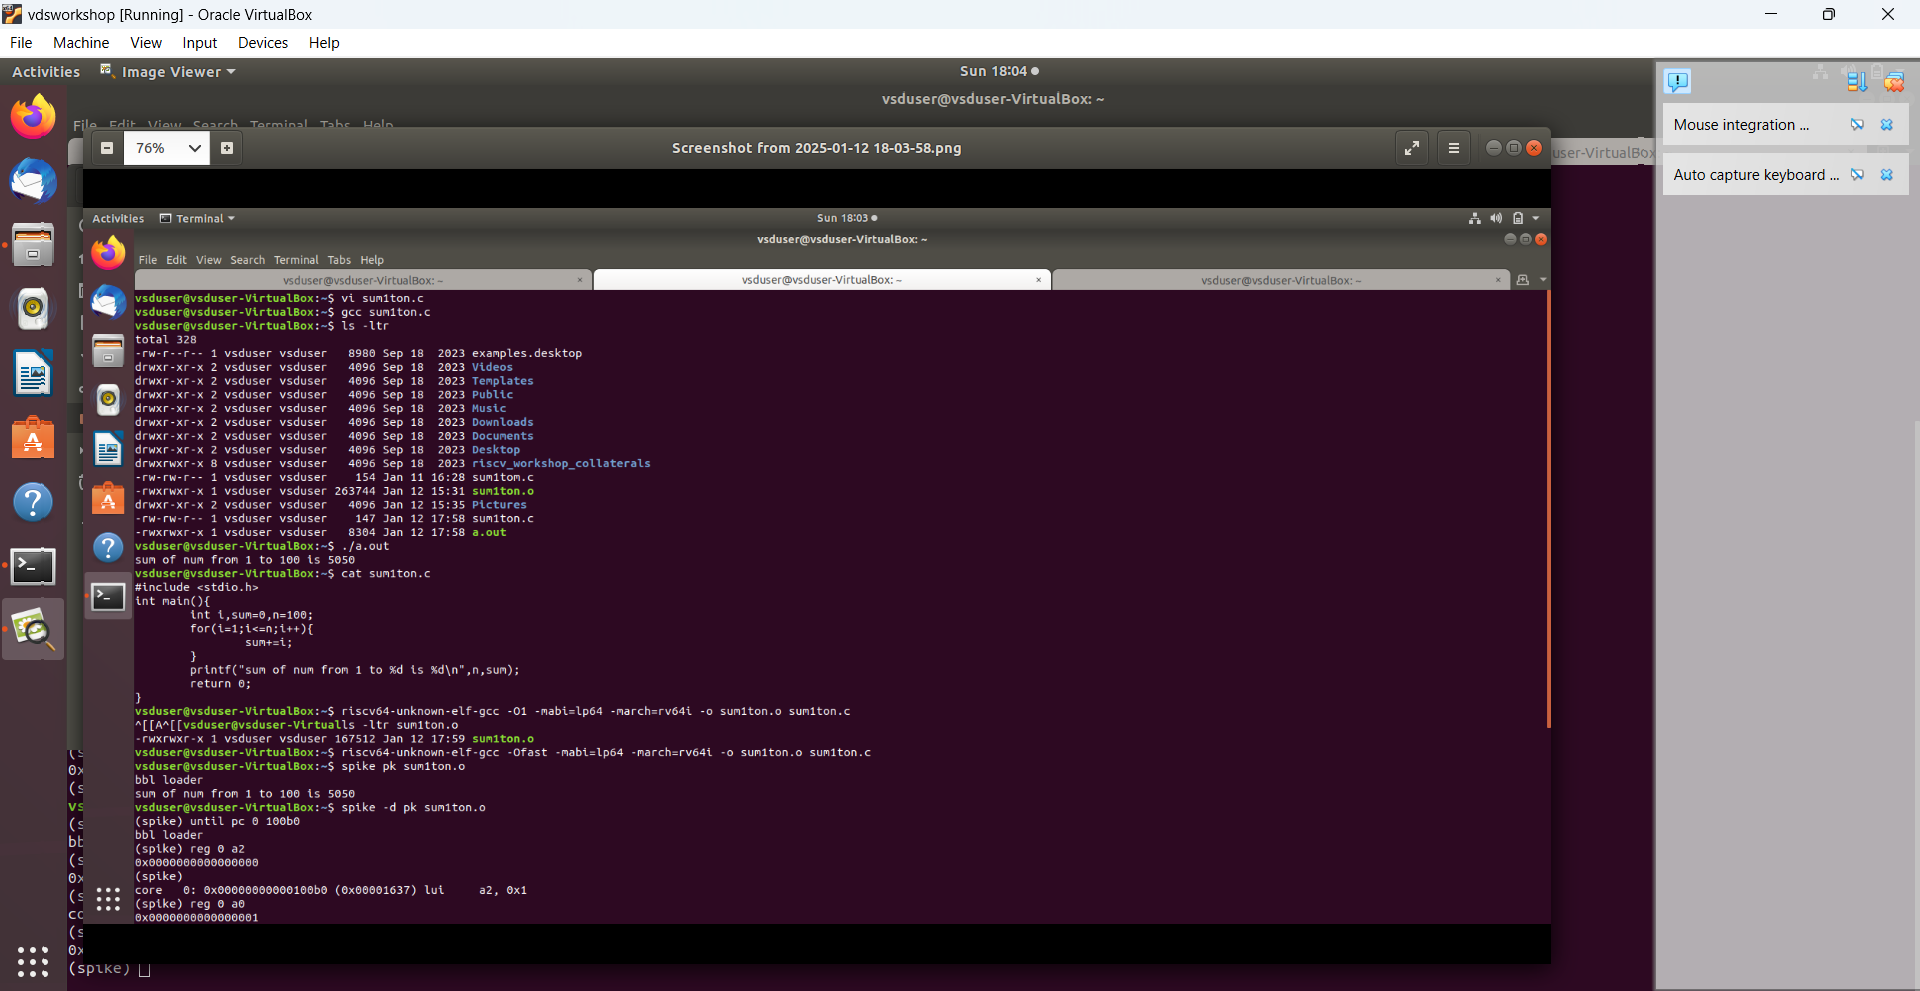 vdsworkshop [Running] - Oracle VirtualBox
File Machine View Input Devices Help
Activities Image Viewer Sun 18:04
vsduser@vsduser-VirtualBox: ~
File Edit View Search Terminal Tabs Help
76% Screenshot from 2025-01-12 18-03-58.png
user-VirtualBox
Mouse integration ...
Auto capture keyboard ...
Activities Terminal Sun 18:03
vsduser@vsduser-VirtualBox: ~
File Edit View Search Terminal Tabs Help
vsduser@vsduser-VirtualBox: ~ × vsduser@vsduser-VirtualBox: ~ × vsduser@vsduser-VirtualBox: ~ ×
vsduser@vsduser-VirtualBox:~$ vi sum1ton.c
vsduser@vsduser-VirtualBox:~$ gcc sum1ton.c
vsduser@vsduser-VirtualBox:~$ ls -ltr
total 328
-rw-r--r-- 1 vsduser vsduser 8980 Sep 18 2023 examples.desktop
drwxr-xr-x 2 vsduser vsduser 4096 Sep 18 2023 Videos
drwxr-xr-x 2 vsduser vsduser 4096 Sep 18 2023 Templates
drwxr-xr-x 2 vsduser vsduser 4096 Sep 18 2023 Public
drwxr-xr-x 2 vsduser vsduser 4096 Sep 18 2023 Music
drwxr-xr-x 2 vsduser vsduser 4096 Sep 18 2023 Downloads
drwxr-xr-x 2 vsduser vsduser 4096 Sep 18 2023 Documents
drwxr-xr-x 2 vsduser vsduser 4096 Sep 18 2023 Desktop
drwxrwxr-x 8 vsduser vsduser 4096 Sep 18 2023 riscv_workshop_collaterals
-rw-rw-r-- 1 vsduser vsduser 154 Jan 11 16:28 sum1tom.c
-rwxrwxr-x 1 vsduser vsduser 263744 Jan 12 15:31 sum1ton.o
drwxr-xr-x 2 vsduser vsduser 4096 Jan 12 15:35 Pictures
-rw-rw-r-- 1 vsduser vsduser 147 Jan 12 17:58 sum1ton.c
-rwxrwxr-x 1 vsduser vsduser 8304 Jan 12 17:58 a.out
vsduser@vsduser-VirtualBox:~$ ./a.out
sum of num from 1 to 100 is 5050
vsduser@vsduser-VirtualBox:~$ cat sum1ton.c
#include <stdio.h>
int main(){
int i,sum=0,n=100;
for(i=1;i<=n;i++){
sum+=i;
}
printf("sum of num from 1 to %d is %d\n",n,sum);
return 0;
}
vsduser@vsduser-VirtualBox:~$ riscv64-unknown-elf-gcc -O1 -mabi=lp64 -march=rv64i -o sum1ton.o sum1ton.c
^[[A^[[vsduser@vsduser-Virtualls -ltr sum1ton.o
-rwxrwxr-x 1 vsduser vsduser 167512 Jan 12 17:59 sum1ton.o
vsduser@vsduser-VirtualBox:~$ riscv64-unknown-elf-gcc -Ofast -mabi=lp64 -march=rv64i -o sum1ton.o sum1ton.c
vsduser@vsduser-VirtualBox:~$ spike pk sum1ton.o
bbl loader
sum of num from 1 to 100 is 5050
vsduser@vsduser-VirtualBox:~$ spike -d pk sum1ton.o
(spike) until pc 0 100b0
bbl loader
(spike) reg 0 a2
0x0000000000000000
(spike)
core 0: 0x00000000000100b0 (0x00001637) lui a2, 0x1
(spike) reg 0 a0
0x0000000000000001
(spike)